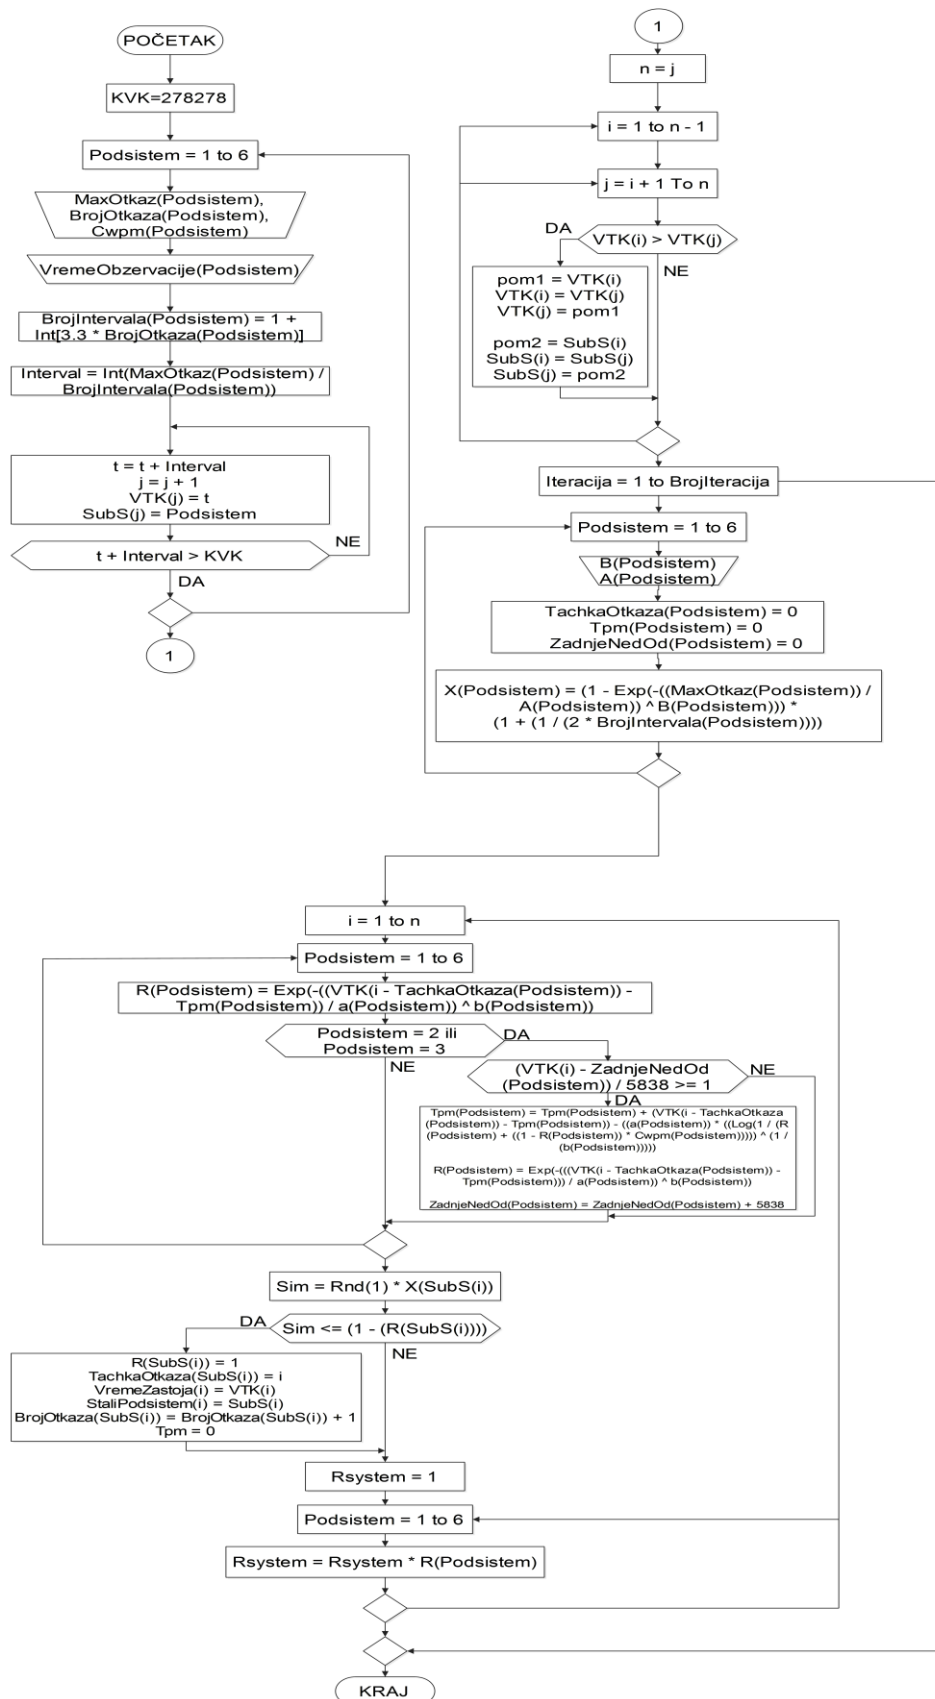 POČETAK
KVK=278278
Podsistem = 1 to 6
MaxOtkaz(Podsistem),
BrojOtkaza(Podsistem),
Cwpm(Podsistem)
VremeObzervacije(Podsistem)
BrojIntervala(Podsistem) = 1 +
Int[3.3 * BrojOtkaza(Podsistem)]
Interval = Int(MaxOtkaz(Podsistem) /
BrojIntervala(Podsistem))
t = t + Interval
j = j + 1
VTK(j) = t
SubS(j) = Podsistem
t + Interval > KVK
NE
DA
1
1
n = j
i = 1 to n - 1
j = i + 1 To n
VTK(i) > VTK(j)
DA
NE
pom1 = VTK(i)
VTK(i) = VTK(j)
VTK(j) = pom1
pom2 = SubS(i)
SubS(i) = SubS(j)
SubS(j) = pom2
Iteracija = 1 to BrojIteracija
Podsistem = 1 to 6
B(Podsistem)
A(Podsistem)
TachkaOtkaza(Podsistem) = 0
Tpm(Podsistem) = 0
ZadnjeNedOd(Podsistem) = 0
X(Podsistem) = (1 - Exp(-((MaxOtkaz(Podsistem)) /
A(Podsistem)) ^ B(Podsistem))) *
(1 + (1 / (2 * BrojIntervala(Podsistem))))
i = 1 to n
Podsistem = 1 to 6
R(Podsistem) = Exp(-((VTK(i - TachkaOtkaza(Podsistem)) -
Tpm(Podsistem)) / a(Podsistem)) ^ b(Podsistem))
Podsistem = 2 ili
Podsistem = 3
DA
NE
(VTK(i) - ZadnjeNedOd
(Podsistem)) / 5838 >= 1
NE
DA
Tpm(Podsistem) = Tpm(Podsistem) + (VTK(i - TachkaOtkaza
(Podsistem)) - Tpm(Podsistem)) - ((a(Podsistem)) * ((Log(1 / (R
(Podsistem) + ((1 - R(Podsistem)) * Cwpm(Podsistem))))) ^ (1 /
(b(Podsistem)))))
R(Podsistem) = Exp(-(((VTK(i - TachkaOtkaza(Podsistem)) -
Tpm(Podsistem))) / a(Podsistem)) ^ b(Podsistem))
ZadnjeNedOd(Podsistem) = ZadnjeNedOd(Podsistem) + 5838
Sim = Rnd(1) * X(SubS(i))
Sim <= (1 - (R(SubS(i))))
DA
NE
R(SubS(i)) = 1
TachkaOtkaza(SubS(i)) = i
VremeZastoja(i) = VTK(i)
StaliPodsistem(i) = SubS(i)
BrojOtkaza(SubS(i)) = BrojOtkaza(SubS(i)) + 1
Tpm = 0
Rsystem = 1
Podsistem = 1 to 6
Rsystem = Rsystem * R(Podsistem)
KRAJ